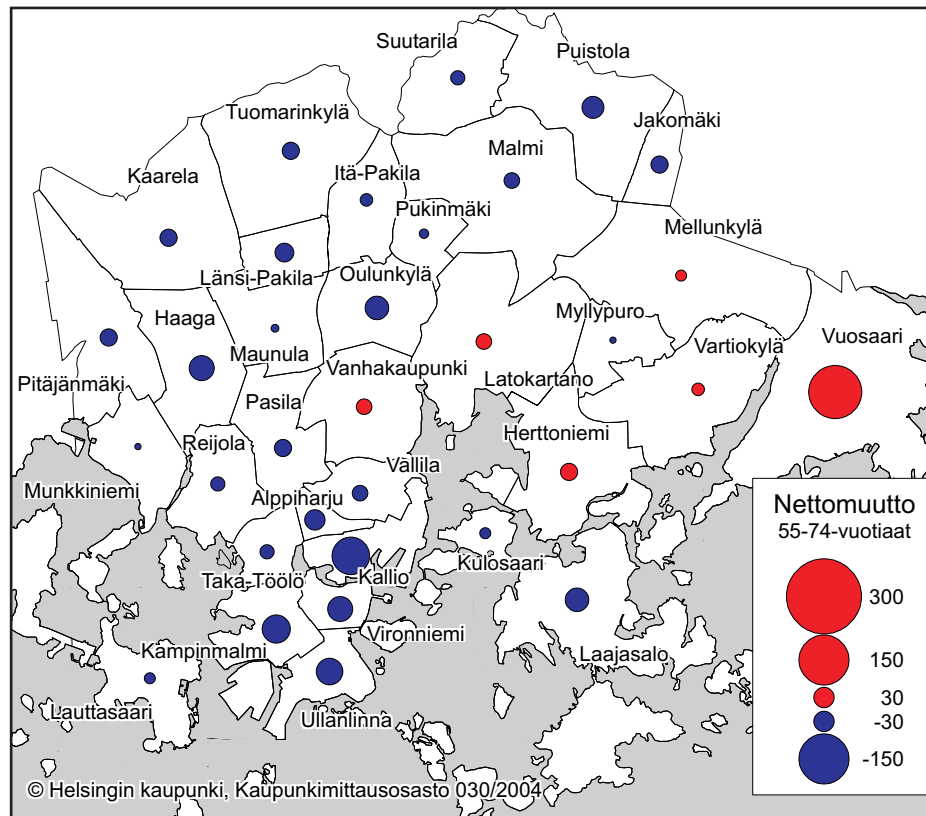 Suutarila
Puistola
Tuomarinkylä
Jakomäki
Malmi
Itä-Pakila
Kaarela
Pukinmäki
Mellunkylä
Länsi-Pakila
Oulunkylä
Haaga
Myllypuro
Vuosaari
Maunula
Vartiokylä
Vanhakaupunki
Pitäjänmäki
Latokartano
Pasila
Herttoniemi
Reijola
Vallila
Munkkiniemi
Alppiharju
Nettomuutto
55-74-vuotiaat
Kulosaari
Taka-Töölö
Kallio
300
Vironniemi
Kampinmalmi
Laajasalo
150
30
Lauttasaari
Ullanlinna
-30
-150
© Helsingin kaupunki, Kaupunkimittausosasto 030/2004